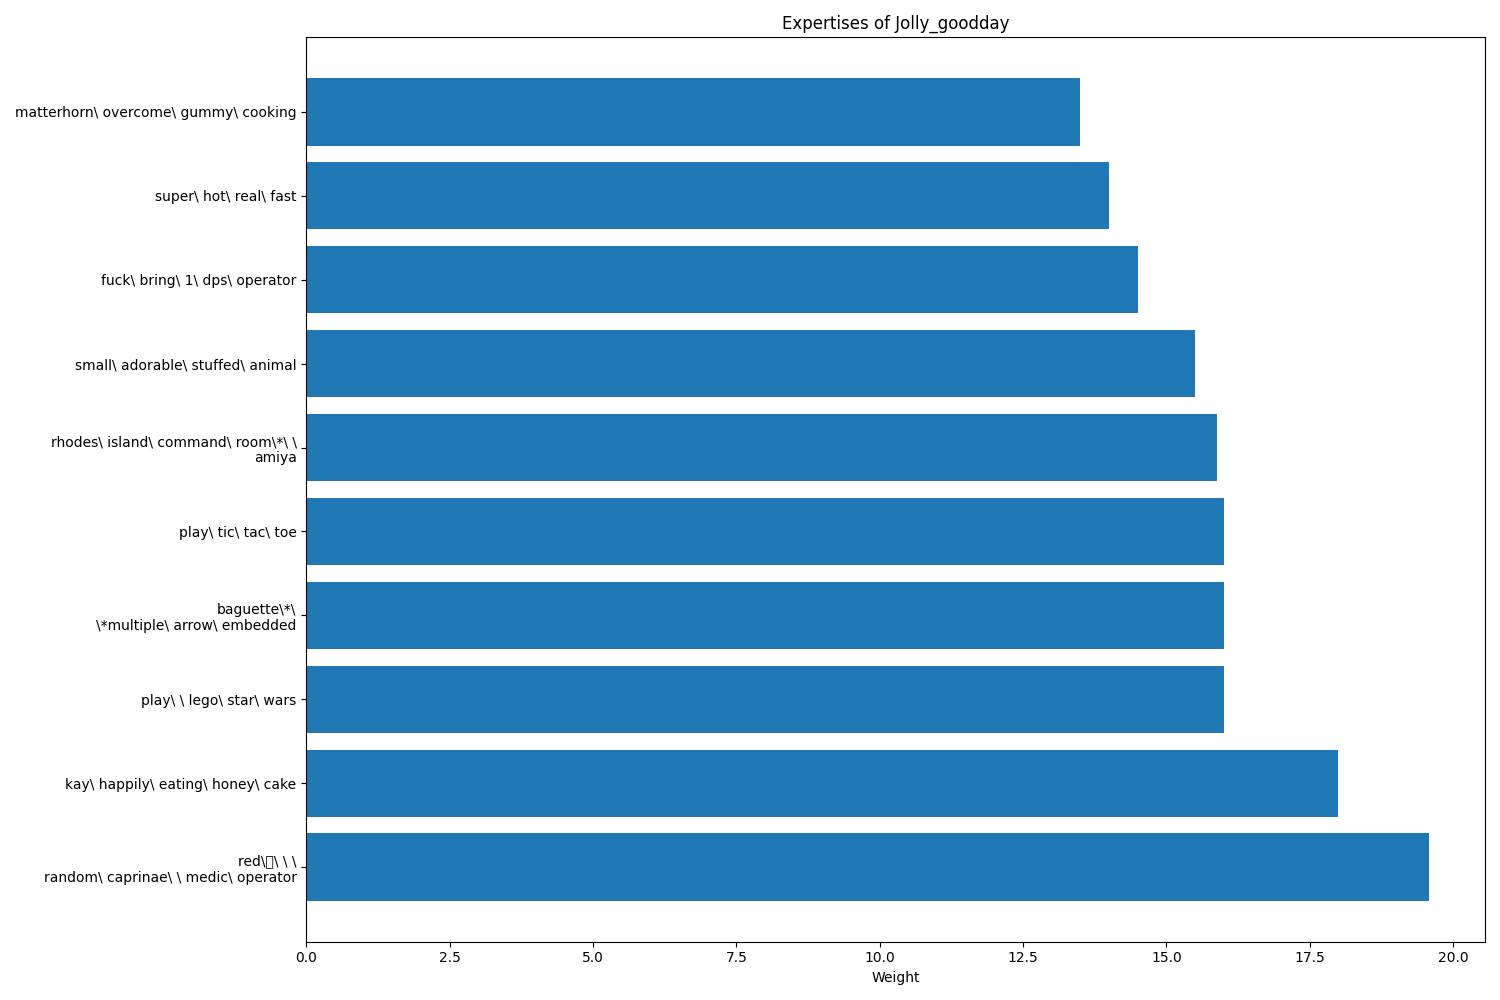 Expertises of Jolly_goodday
matterhorn\ overcome\ gummy\ cooking
super\ hot\ real\ fast
fuck\ bring\ 1\ dps\ operator
small\ adorable\ stuffed\ animal
rhodes\ island\ command\ room\*\ \
amiya
play\ tic\ tac\ toe
baguette\*\
\*multiple\ arrow\ embedded
play\ \ lego\ star\ wars
kay\ happily\ eating\ honey\ cake
red\▯\ \ \
random\ caprinae\ \ medic\ operator
0.0 2.5 5.0 7.5 10.0 12.5 15.0 17.5 20.0
Weight